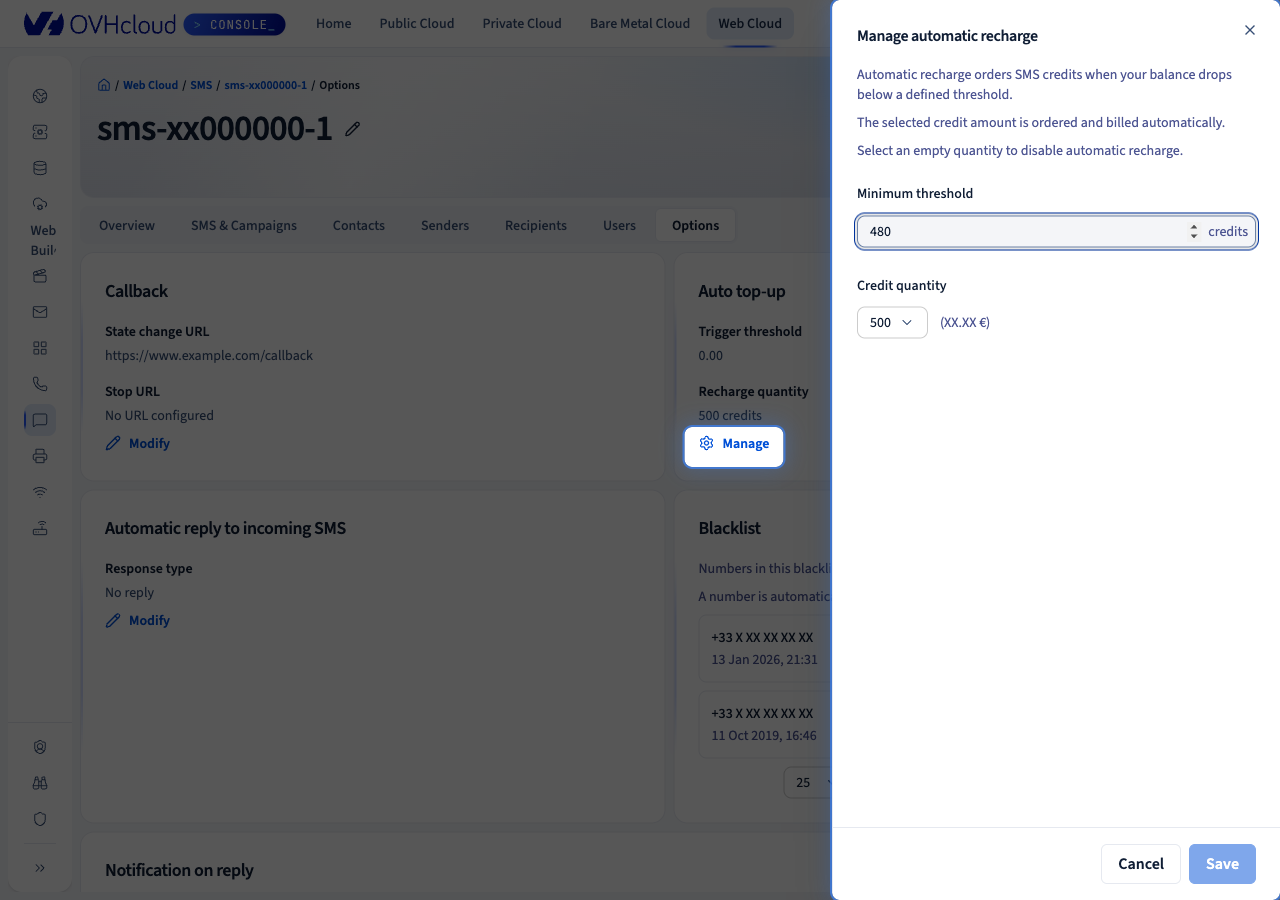 OVHcloud > CONSOLE_
Home Public Cloud Private Cloud Bare Metal Cloud Web Cloud
/ Web Cloud / SMS / sms-xx000000-1 / Options
sms-xx000000-1
Web
Buil
Overview SMS & Campaigns Contacts Senders Recipients Users Options
Callback
State change URL
https://www.example.com/callback
Stop URL
No URL configured
Modify
Auto top-up
Trigger threshold
0.00
Recharge quantity
500 credits
Manage
Automatic reply to incoming SMS
Response type
No reply
Modify
Blacklist
Numbers in this blackl
A number is automatic
+33 X XX XX XX XX
13 Jan 2026, 21:31
+33 X XX XX XX XX
11 Oct 2019, 16:46
25
Notification on reply
Manage automatic recharge
Automatic recharge orders SMS credits when your balance drops
below a defined threshold.
The selected credit amount is ordered and billed automatically.
Select an empty quantity to disable automatic recharge.
Minimum threshold
480 credits
Credit quantity
500 (XX.XX €)
Cancel Save